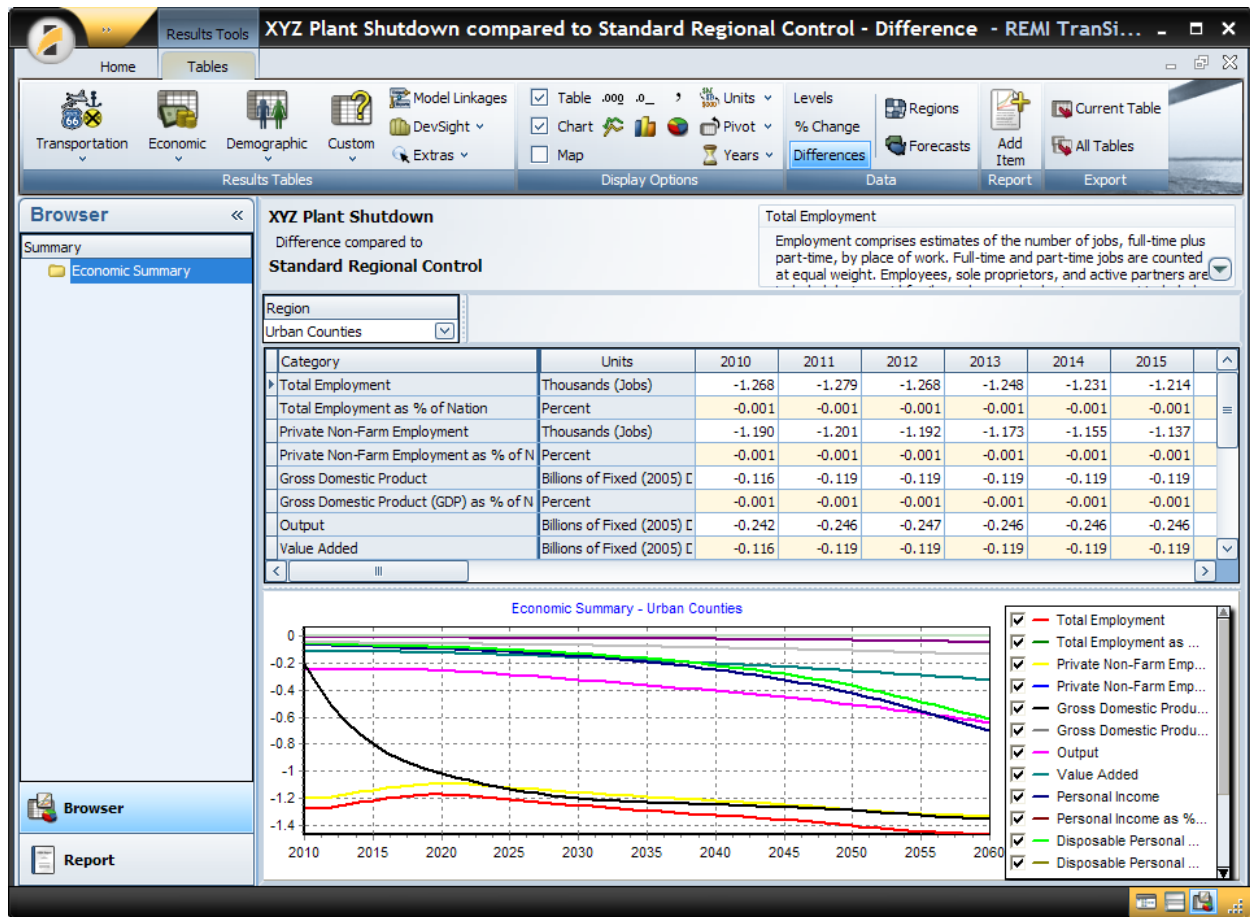 Results Tools
XYZ Plant Shutdown compared to Standard Regional Control - Difference - REMI TranSi...
Home
Tables
Transportation
Economic
Demographic
Custom
Model Linkages
DevSight
Extras
Results Tables
Table .000 .0_ ,
Chart
Map
Units
Pivot
Years
Display Options
Levels
% Change
Differences
Regions
Forecasts
Data
Add Item
Report
Current Table
All Tables
Export
Browser «
Summary
Economic Summary
XYZ Plant Shutdown
Difference compared to
Standard Regional Control
Total Employment
Employment comprises estimates of the number of jobs, full-time plus
part-time, by place of work. Full-time and part-time jobs are counted
at equal weight. Employees, sole proprietors, and active partners are
Region
Urban Counties
Category Units 2010 2011 2012 2013 2014 2015
Total Employment Thousands (Jobs) -1.268 -1.279 -1.268 -1.248 -1.231 -1.214
Total Employment as % of Nation Percent -0.001 -0.001 -0.001 -0.001 -0.001 -0.001
Private Non-Farm Employment Thousands (Jobs) -1.190 -1.201 -1.192 -1.173 -1.155 -1.137
Private Non-Farm Employment as % of N Percent -0.001 -0.001 -0.001 -0.001 -0.001 -0.001
Gross Domestic Product Billions of Fixed (2005) D -0.116 -0.119 -0.119 -0.119 -0.119 -0.119
Gross Domestic Product (GDP) as % of N Percent -0.001 -0.001 -0.001 -0.001 -0.001 -0.001
Output Billions of Fixed (2005) D -0.242 -0.246 -0.247 -0.246 -0.246 -0.246
Value Added Billions of Fixed (2005) D -0.116 -0.119 -0.119 -0.119 -0.119 -0.119
Economic Summary - Urban Counties
0
-0.2
-0.4
-0.6
-0.8
-1
-1.2
-1.4
2010 2015 2020 2025 2030 2035 2040 2045 2050 2055 2060
Total Employment
Total Employment as ...
Private Non-Farm Emp...
Private Non-Farm Emp...
Gross Domestic Produ...
Gross Domestic Produ...
Output
Value Added
Personal Income
Personal Income as %...
Disposable Personal ...
Disposable Personal ...
Browser
Report